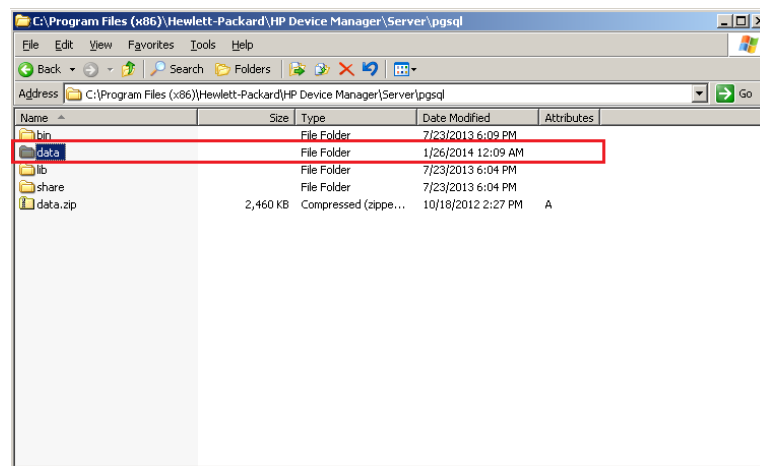 C:\Program Files (x86)\Hewlett-Packard\HP Device Manager\Server\pgsql
File Edit View Favorites Tools Help
Back Search Folders
Address C:\Program Files (x86)\Hewlett-Packard\HP Device Manager\Server\pgsql Go
Name Size Type Date Modified Attributes
bin File Folder 7/23/2013 6:09 PM
data File Folder 1/26/2014 12:09 AM
lib File Folder 7/23/2013 6:04 PM
share File Folder 7/23/2013 6:04 PM
data.zip 2,460 KB Compressed (zippe... 10/18/2012 2:27 PM A